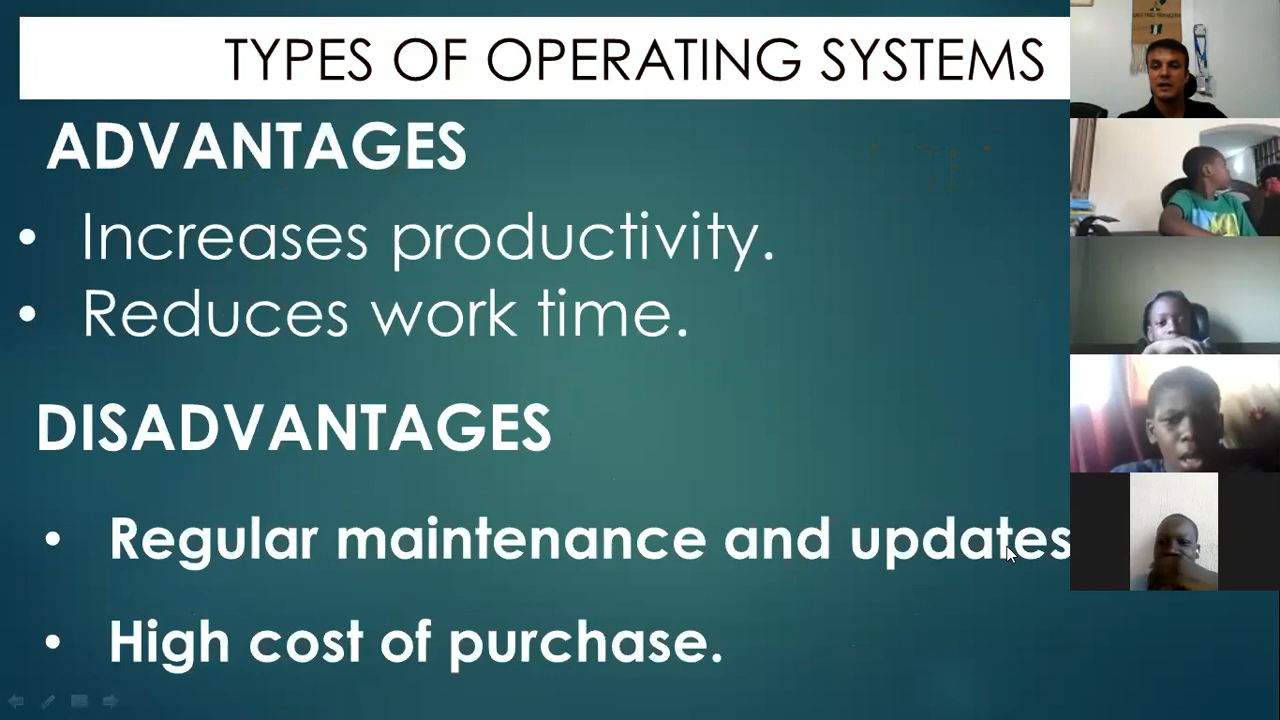 TYPES OF OPERATING SYSTEMS
ADVANTAGES
• Increases productivity.
• Reduces work time.
DISADVANTAGES
• Regular maintenance and updates
• High cost of purchase.